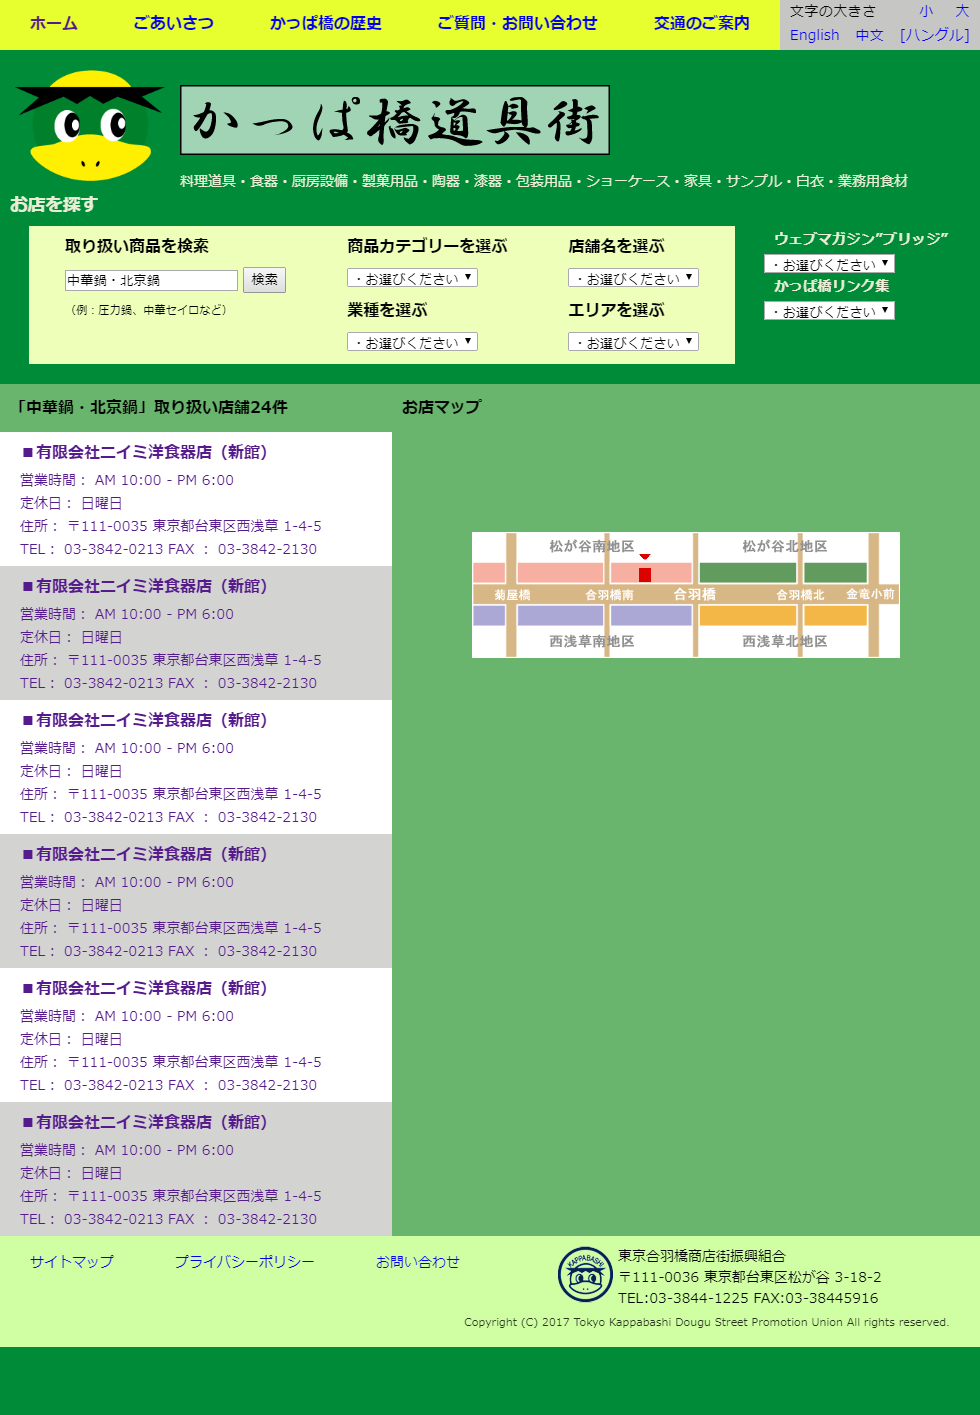 ホーム ごあいさつ かっぱ橋の歴史 ご質問・お問い合わせ 交通のご案内
文字の大きさ 小 大
English 中文 [ハングル]
かっぱ橋道具街
料理道具・食器・厨房設備・製菓用品・陶器・漆器・包装用品・ショーケース・家具・サンプル・白衣・業務用食材
お店を探す
取り扱い商品を検索 商品カテゴリーを選ぶ 店舗名を選ぶ
ウェブマガジン”ブリッジ”
中華鍋・北京鍋 検索 ・お選びください ・お選びください
・お選びください
かっぱ橋リンク集
（例：圧力鍋、中華セイロなど） 業種を選ぶ エリアを選ぶ
・お選びください
・お選びください ・お選びください
「中華鍋・北京鍋」取り扱い店舗24件
お店マップ
■有限会社ニイミ洋食器店（新館）
営業時間： AM 10:00 - PM 6:00
定休日： 日曜日
住所： 〒111-0035 東京都台東区西浅草 1-4-5
TEL： 03-3842-0213 FAX ： 03-3842-2130
■有限会社ニイミ洋食器店（新館）
営業時間： AM 10:00 - PM 6:00
定休日： 日曜日
住所： 〒111-0035 東京都台東区西浅草 1-4-5
TEL： 03-3842-0213 FAX ： 03-3842-2130
■有限会社ニイミ洋食器店（新館）
営業時間： AM 10:00 - PM 6:00
定休日： 日曜日
住所： 〒111-0035 東京都台東区西浅草 1-4-5
TEL： 03-3842-0213 FAX ： 03-3842-2130
■有限会社ニイミ洋食器店（新館）
営業時間： AM 10:00 - PM 6:00
定休日： 日曜日
住所： 〒111-0035 東京都台東区西浅草 1-4-5
TEL： 03-3842-0213 FAX ： 03-3842-2130
■有限会社ニイミ洋食器店（新館）
営業時間： AM 10:00 - PM 6:00
定休日： 日曜日
住所： 〒111-0035 東京都台東区西浅草 1-4-5
TEL： 03-3842-0213 FAX ： 03-3842-2130
■有限会社ニイミ洋食器店（新館）
営業時間： AM 10:00 - PM 6:00
定休日： 日曜日
住所： 〒111-0035 東京都台東区西浅草 1-4-5
TEL： 03-3842-0213 FAX ： 03-3842-2130
松が谷南地区 松が谷北地区
菊屋橋 合羽橋南 合羽橋 合羽橋北 金竜小前
西浅草南地区 西浅草北地区
サイトマップ プライバシーポリシー お問い合わせ
KAPPABASHI
東京合羽橋商店街振興組合
〒111-0036 東京都台東区松が谷 3-18-2
TEL:03-3844-1225 FAX:03-38445916
Copyright (C) 2017 Tokyo Kappabashi Dougu Street Promotion Union All rights reserved.